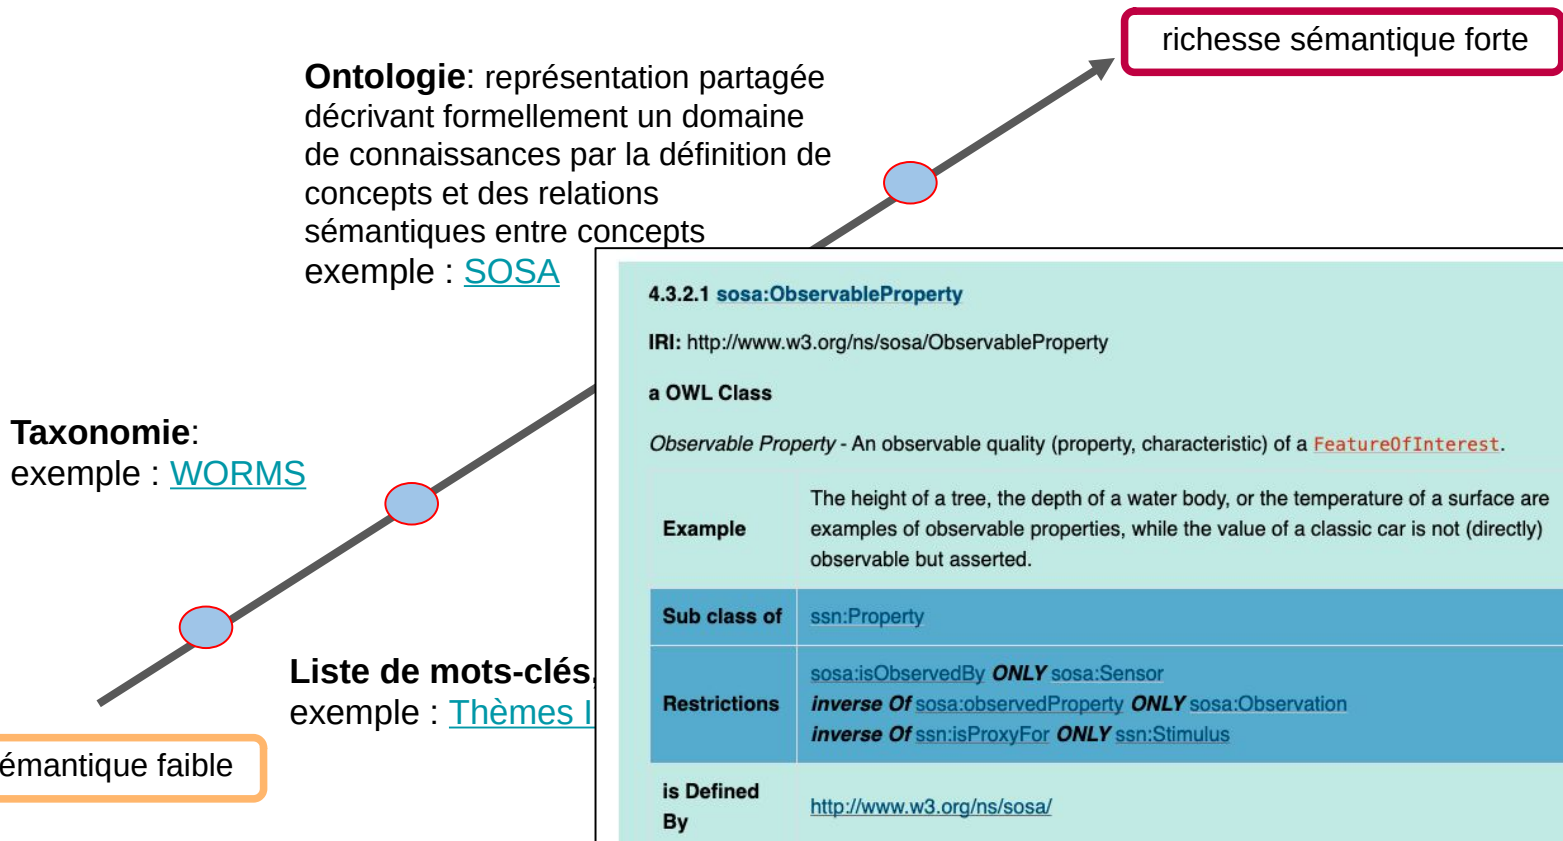 richesse sémantique forte
Ontologie: représentation partagée
décrivant formellement un domaine
de connaissances par la définition de
concepts et des relations
sémantiques entre concepts
exemple : SOSA
4.3.2.1 sosa:ObservableProperty
IRI: http://www.w3.org/ns/sosa/ObservableProperty
a OWL Class
Observable Property - An observable quality (property, characteristic) of a FeatureOfInterest.
Example
The height of a tree, the depth of a water body, or the temperature of a surface are
examples of observable properties, while the value of a classic car is not (directly)
observable but asserted.
Sub class of
ssn:Property
Restrictions
sosa:isObservedBy ONLY sosa:Sensor
inverse Of sosa:observedProperty ONLY sosa:Observation
inverse Of ssn:isProxyFor ONLY ssn:Stimulus
is Defined
By
http://www.w3.org/ns/sosa/
Taxonomie:
exemple : WORMS
Liste de mots-clés,
exemple : Thèmes I
émantique faible